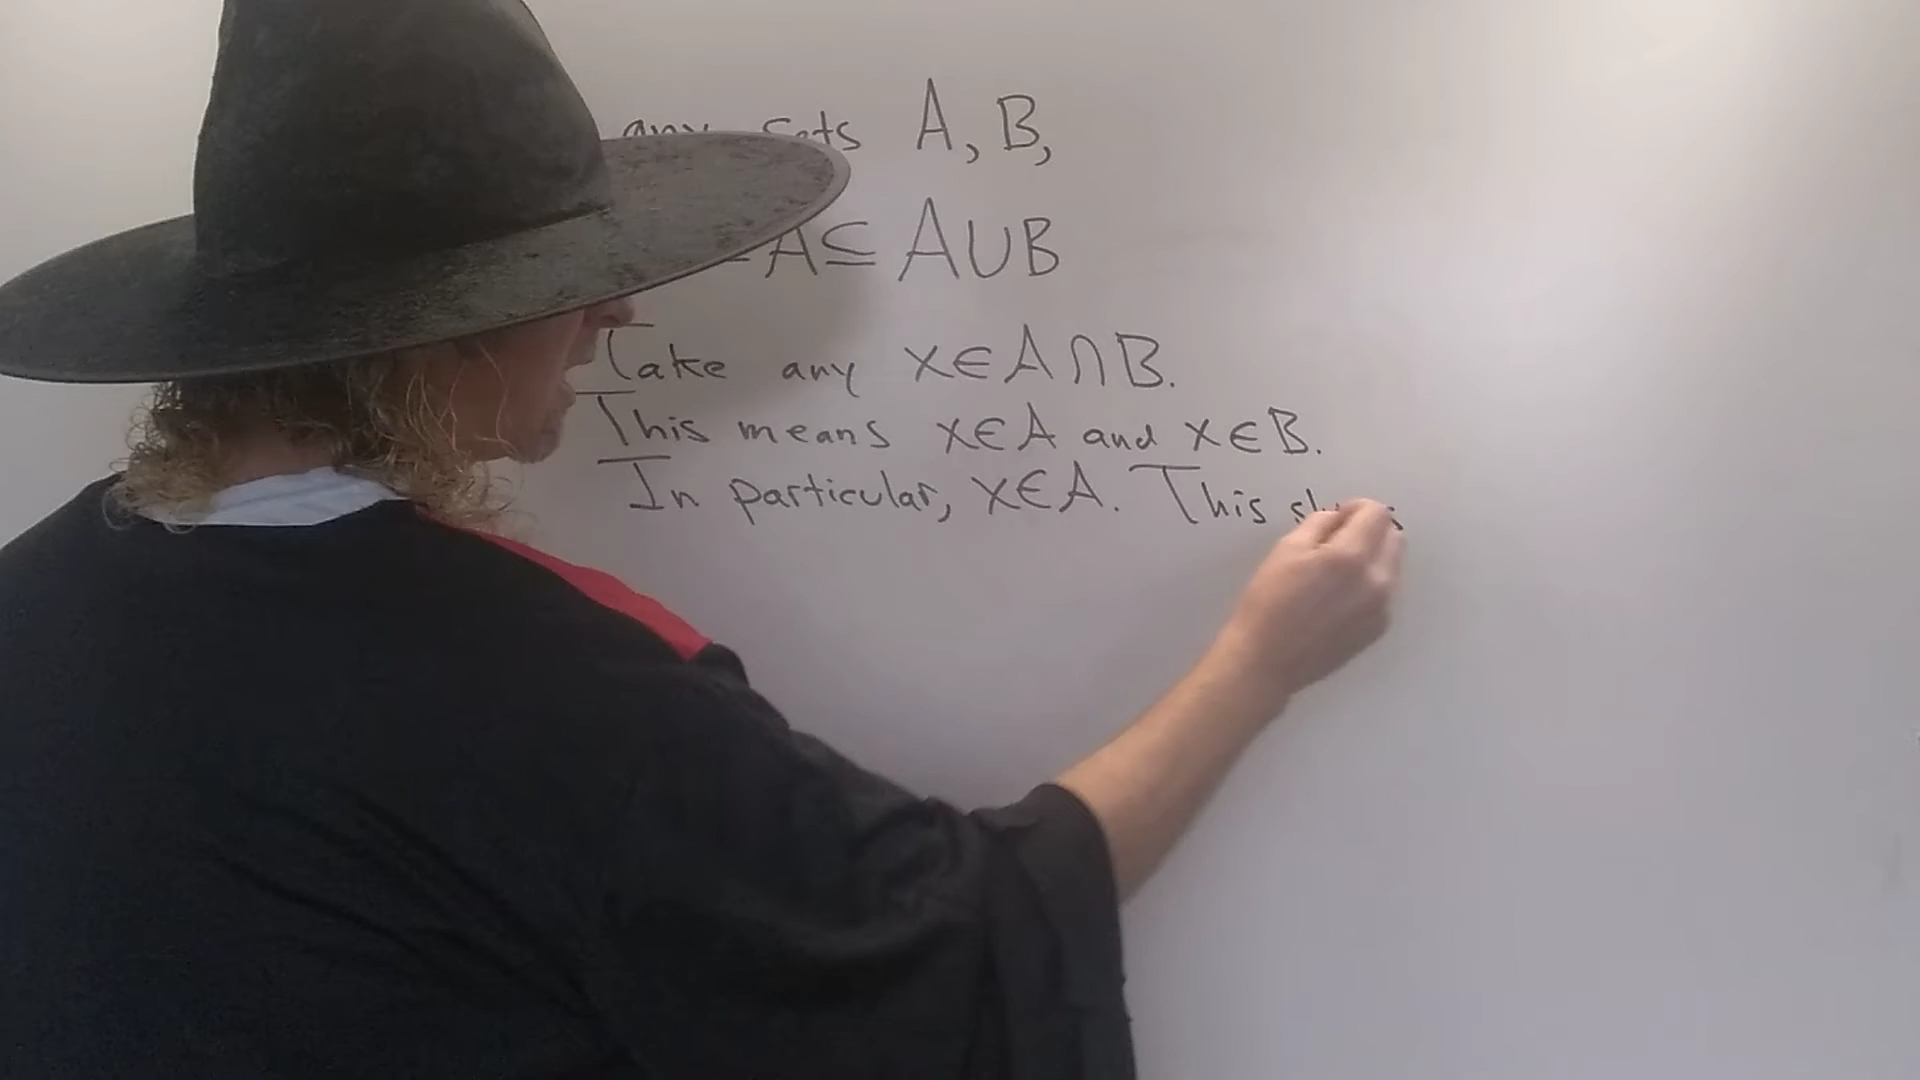 any sets A, B,
A ⊆ A∪B
Take any x∈A∩B.
This means x∈A and x∈B.
In particular, x∈A. This